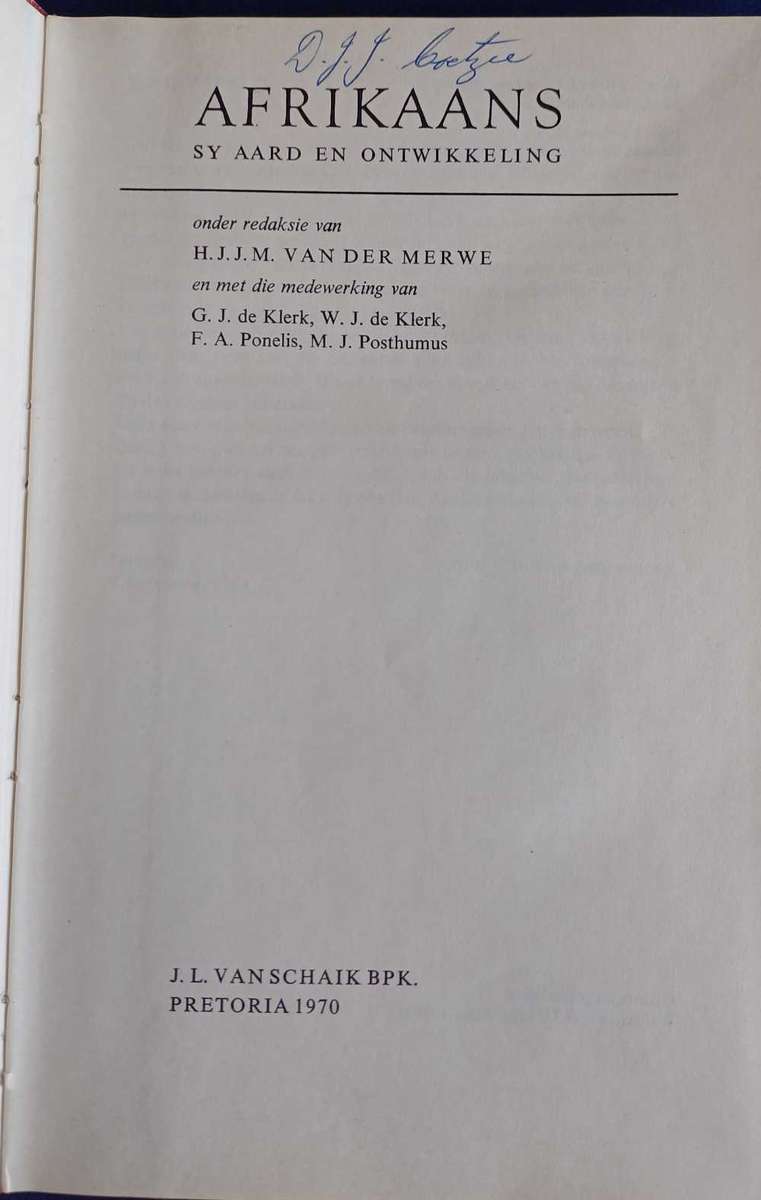 D. J. J. Coetzee
AFRIKAANS
SY AARD EN ONTWIKKELING
onder redaksie van
H. J. J. M. VAN DER MERWE
en met die medewerking van
G. J. de Klerk, W. J. de Klerk,
F. A. Ponelis, M. J. Posthumus
J. L. VAN SCHAIK BPK.
PRETORIA 1970